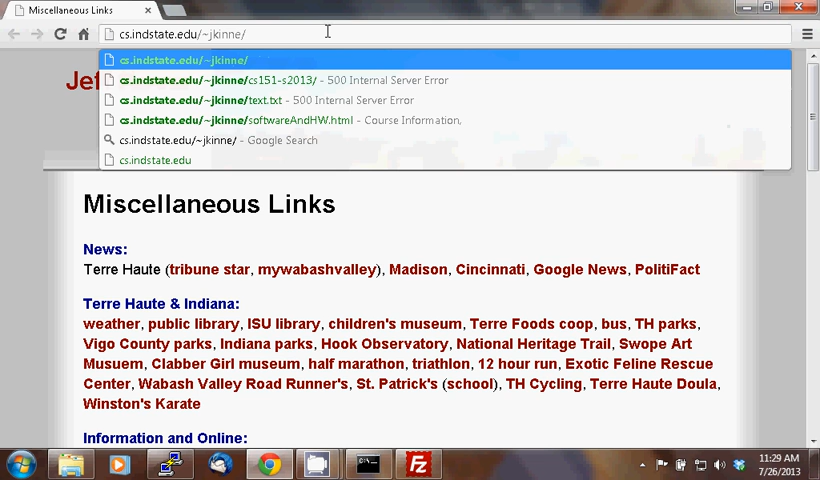 Miscellaneous Links
cs.indstate.edu/~jkinne/
cs.indstate.edu/~jkinne/
cs.indstate.edu/~jkinne/cs151-s2013/ - 500 Internal Server Error
cs.indstate.edu/~jkinne/text.txt - 500 Internal Server Error
cs.indstate.edu/~jkinne/softwareAndHW.html - Course Information,
cs.indstate.edu/~jkinne/ - Google Search
cs.indstate.edu
Jef
Miscellaneous Links
News:
Terre Haute (tribune star, mywabashvalley), Madison, Cincinnati, Google News, PolitiFact
Terre Haute & Indiana:
weather, public library, ISU library, children's museum, Terre Foods coop, bus, TH parks,
Vigo County parks, Indiana parks, Hook Observatory, National Heritage Trail, Swope Art
Musuem, Clabber Girl museum, half marathon, triathlon, 12 hour run, Exotic Feline Rescue
Center, Wabash Valley Road Runner's, St. Patrick's (school), TH Cycling, Terre Haute Doula,
Winston's Karate
Information and Online:
11:29 AM
7/26/2013